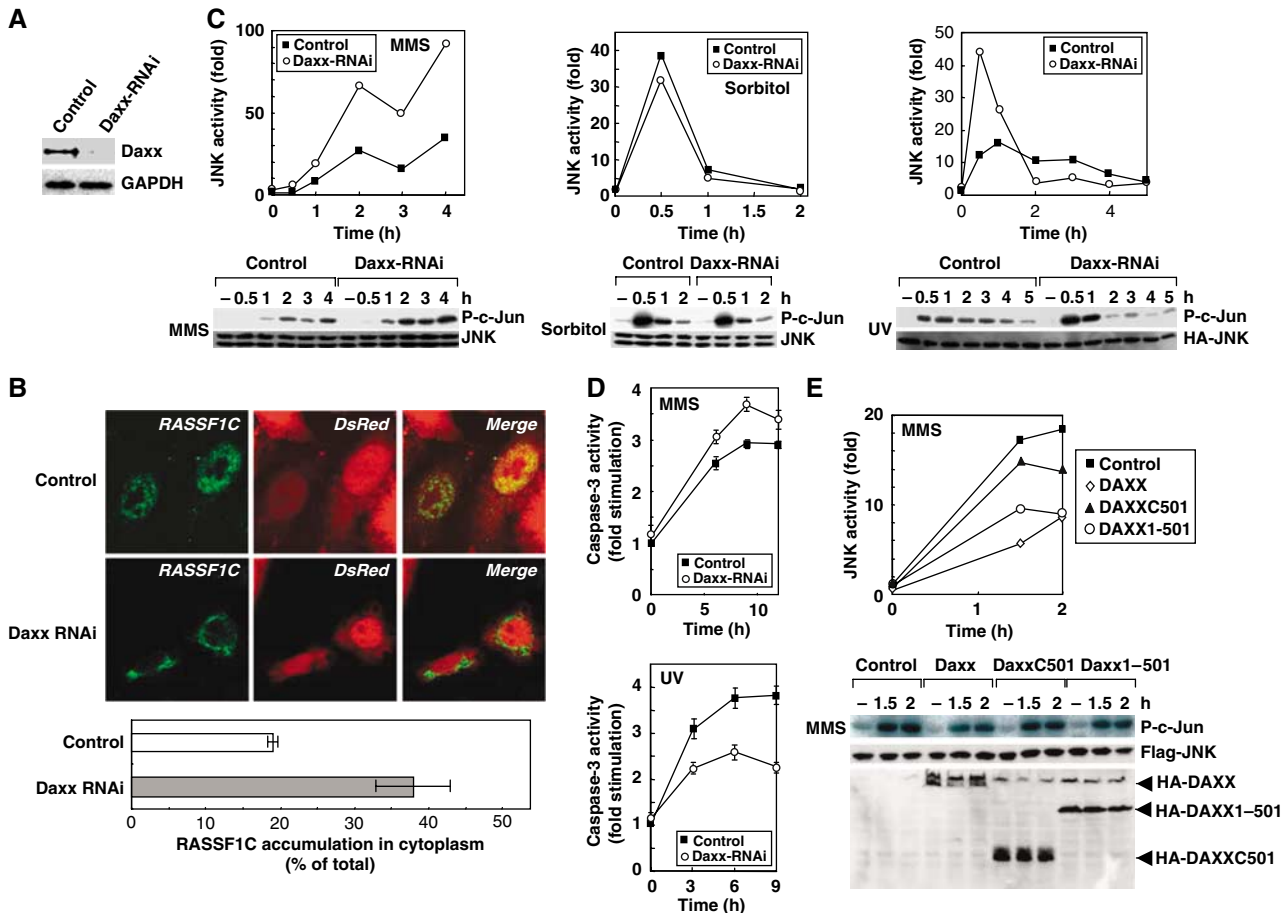 A
Control
Daxx-RNAi
Daxx
GAPDH
C
JNK activity (fold)
100
50
0
Control
Daxx-RNAi
MMS
0 1 2 3 4
Time (h)
JNK activity (fold)
50
40
30
20
10
0
Control
Daxx-RNAi
Sorbitol
0 0.5 1 1.5 2
Time (h)
JNK activity (fold)
50
40
30
20
10
0
Control
Daxx-RNAi
0 2 4
Time (h)
Control Daxx-RNAi
– 0.5 1 2 3 4 – 0.5 1 2 3 4 h
MMS
P-c-Jun
JNK
Control Daxx-RNAi
– 0.5 1 2 – 0.5 1 2 h
Sorbitol
P-c-Jun
JNK
Control Daxx-RNAi
– 0.5 1 2 3 4 5 – 0.5 1 2 3 4 5 h
UV
P-c-Jun
HA-JNK
B
RASSF1C DsRed Merge
Control
RASSF1C DsRed Merge
Daxx RNAi
Control
Daxx RNAi
0 10 20 30 40 50
RASSF1C accumulation in cytoplasm
(% of total)
D
Caspase-3 activity
(fold stimulation)
4
3
2
1
0
MMS
Control
Daxx-RNAi
0 5 10
Time (h)
Caspase-3 activity
(fold stimulation)
4
3
2
1
0
UV
Control
Daxx-RNAi
0 3 6 9
Time (h)
E
JNK activity (fold)
20
10
0
MMS
Control
DAXX
DAXXC501
DAXX1-501
0 1 2
Time (h)
Control Daxx DaxxC501 Daxx1–501
– 1.5 2 – 1.5 2 – 1.5 2 – 1.5 2 h
MMS
P-c-Jun
Flag-JNK
HA-DAXX
HA-DAXX1–501
HA-DAXXC501